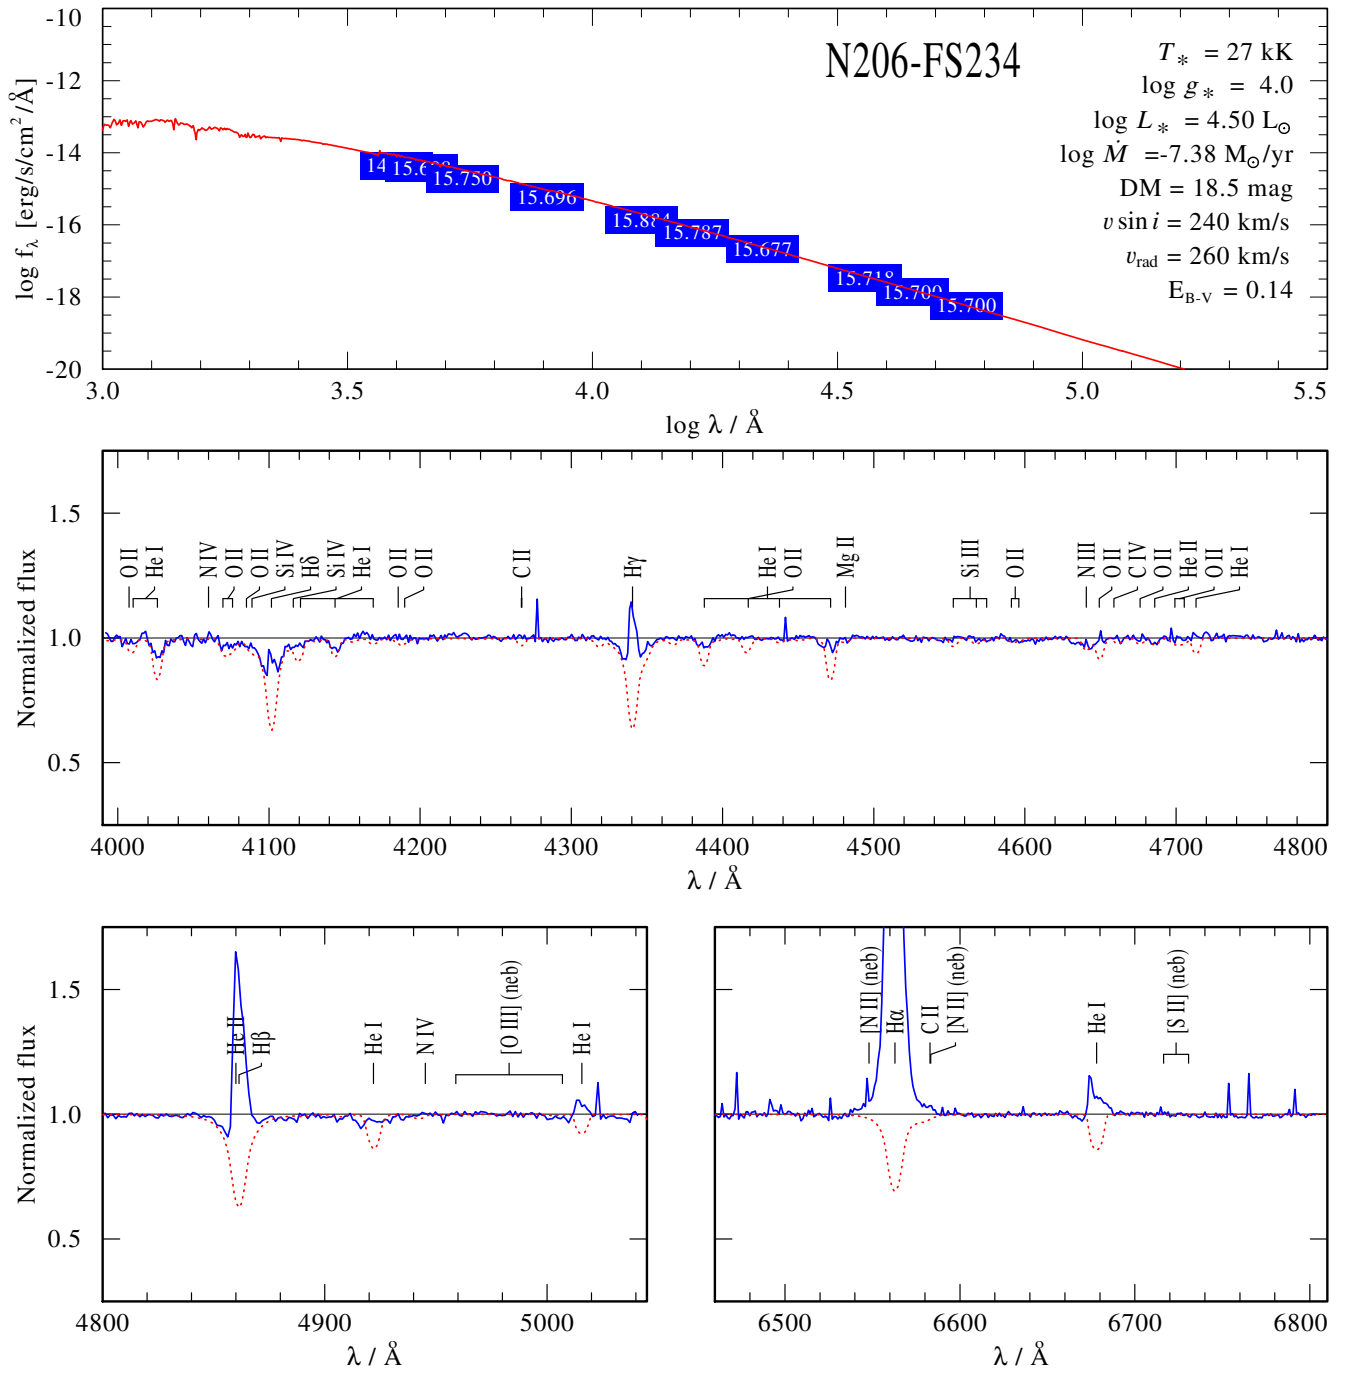 N206-FS234
T* = 27 kK
log g* = 4.0
log L* = 4.50 L⊙
log Ṁ =-7.38 M⊙/yr
DM = 18.5 mag
v sin i = 240 km/s
vrad = 260 km/s
EB-V = 0.14
log fλ [erg/s/cm²/Å]
-10
-12
-14
-16
-18
-20
14
15.750
15.696
15.884
15.787
15.677
15.718
15.700
15.700
3.0 3.5 4.0 4.5 5.0 5.5
log λ / Å
Normalized flux
1.5
1.0
0.5
O II
He I
N IV
O II
O II
Si IV
Hδ
Si IV
He I
O II
O II
C II
Hγ
He I
O II
Mg II
Si III
O II
N III
O II
C IV
O II
He II
O II
He I
4000 4100 4200 4300 4400 4500 4600 4700 4800
λ / Å
Normalized flux
1.5
1.0
0.5
He II
Hβ
He I
N IV
[O III] (neb)
He I
4800 4900 5000
λ / Å
[N II] (neb)
Hα
C II
[N II] (neb)
He I
[S II] (neb)
6500 6600 6700 6800
λ / Å